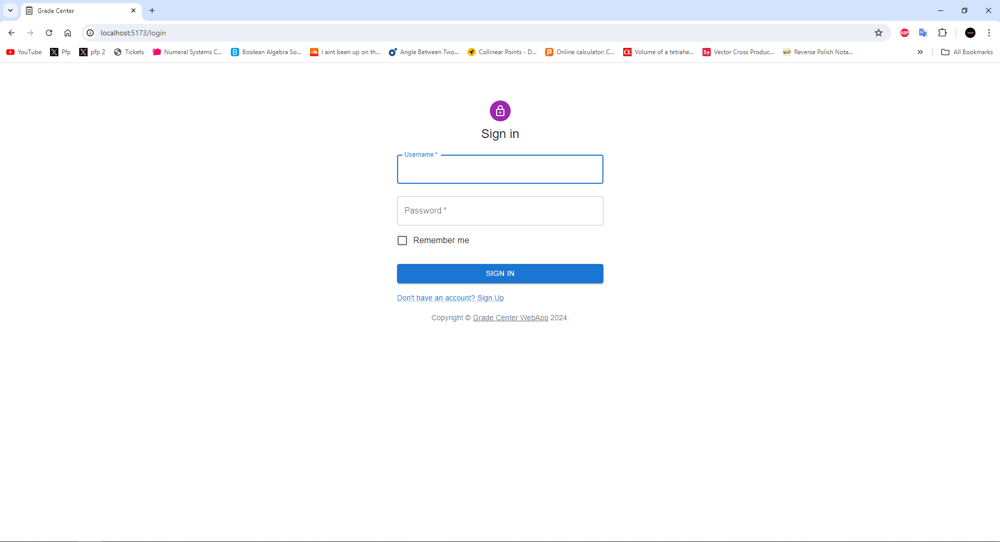 Grade Center
localhost:5173/login
ABP
YouTube
Pfp
pfp 2
Tickets
Numeral Systems C...
Boolean Algebra So...
i aint been up on th...
Angle Between Two...
Collinear Points - D...
Online calculator: C...
Volume of a tetrahe...
Sy
Vector Cross Produc...
Reverse Polish Nota...
All Bookmarks
Sign in
Username *
Password *
Remember me
SIGN IN
Don't have an account? Sign Up
Copyright © Grade Center WebApp 2024.